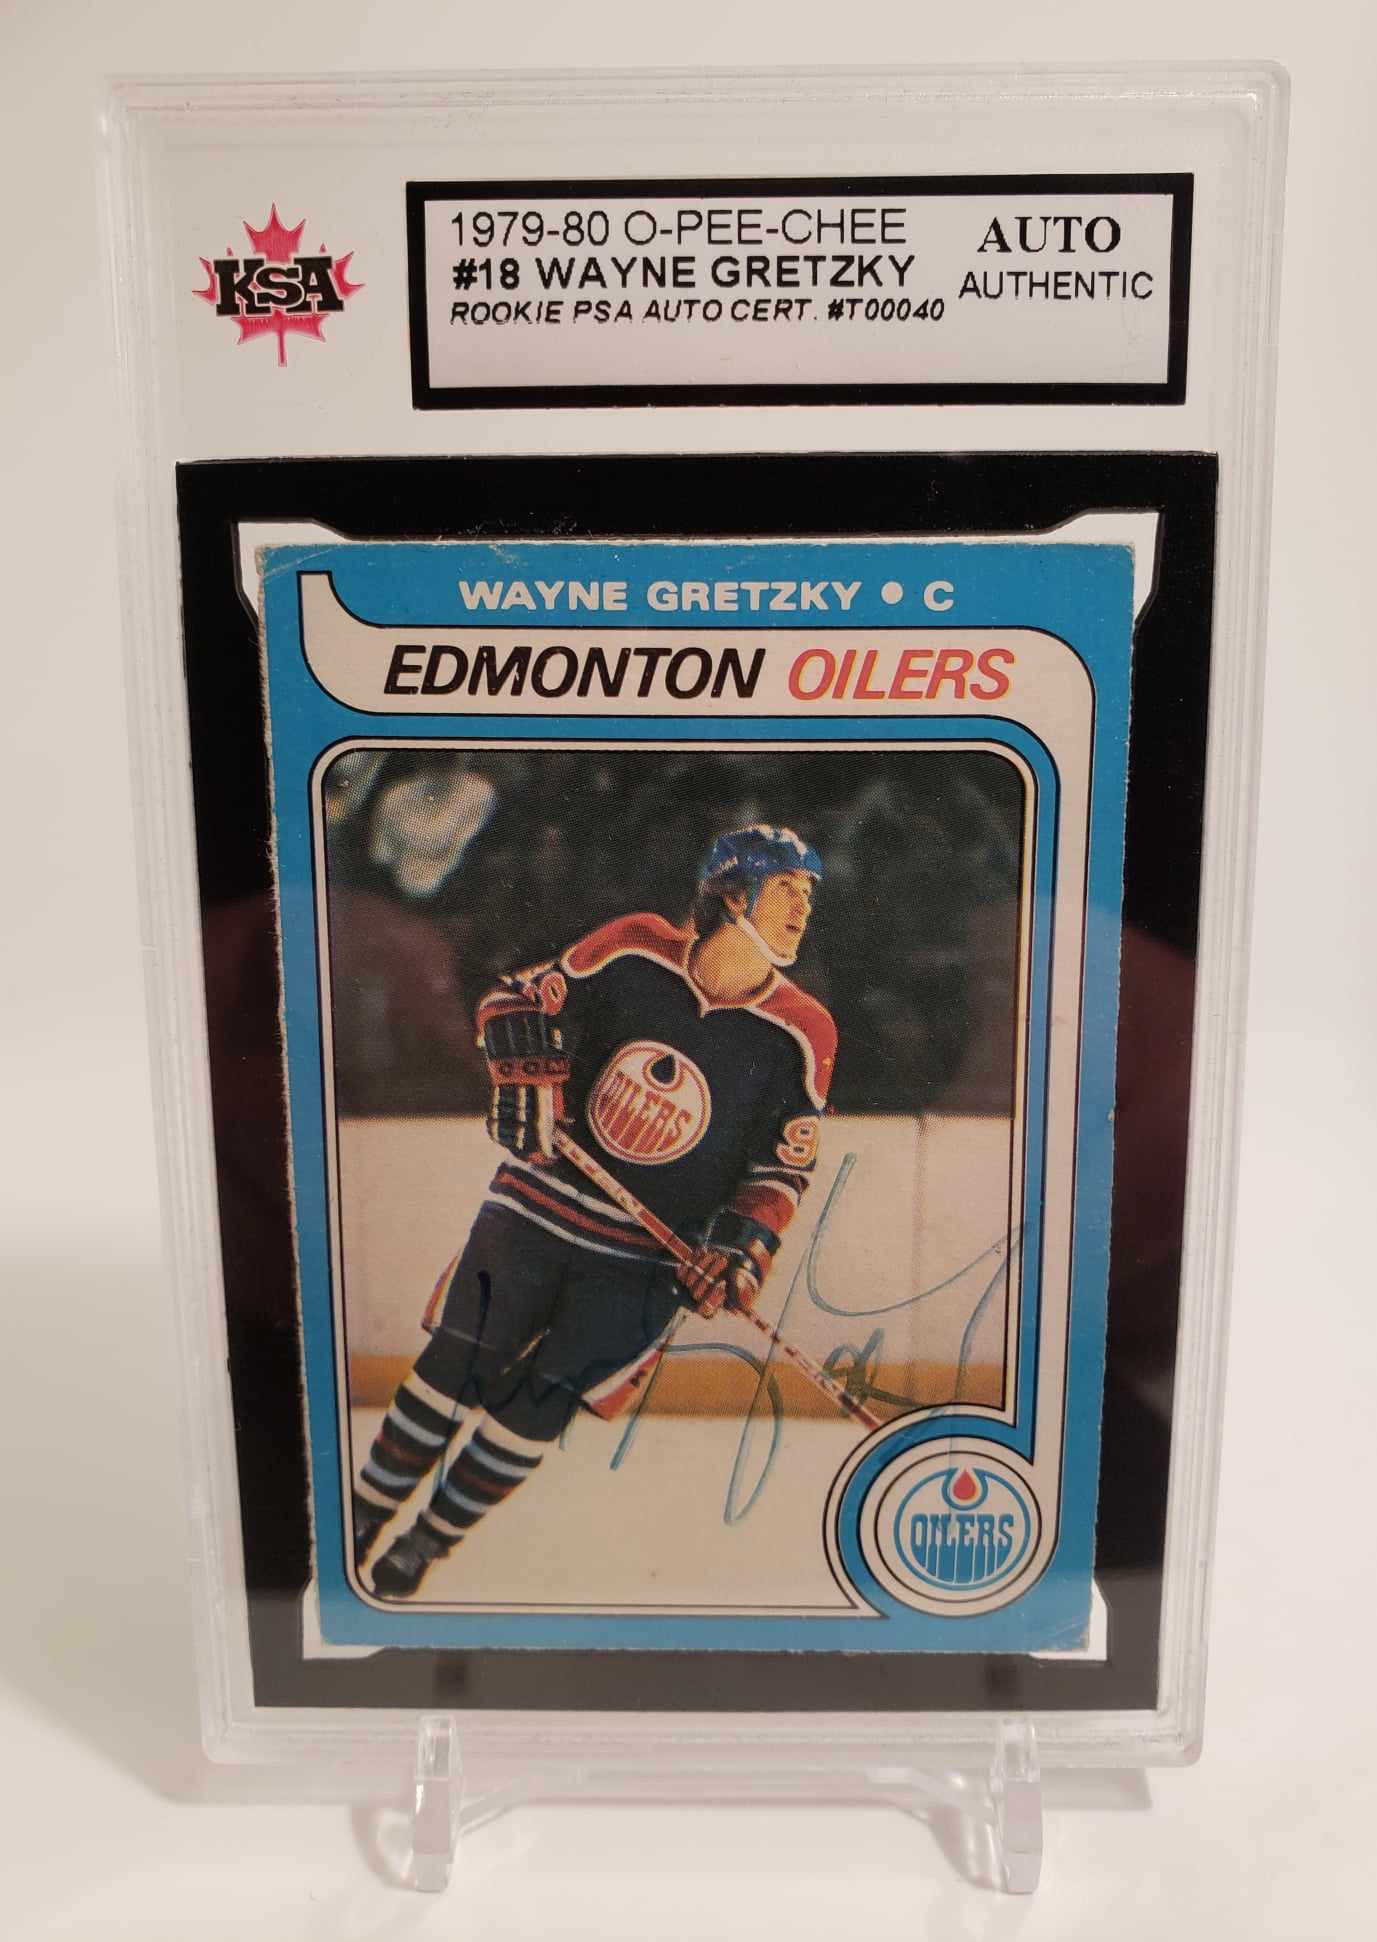 KSA
1979-80 O-PEE-CHEE
#18 WAYNE GRETZKY
ROOKIE PSA AUTO CERT. #T00040
AUTO
AUTHENTIC
WAYNE GRETZKY • C
EDMONTON OILERS
OILERS
9
OILERS